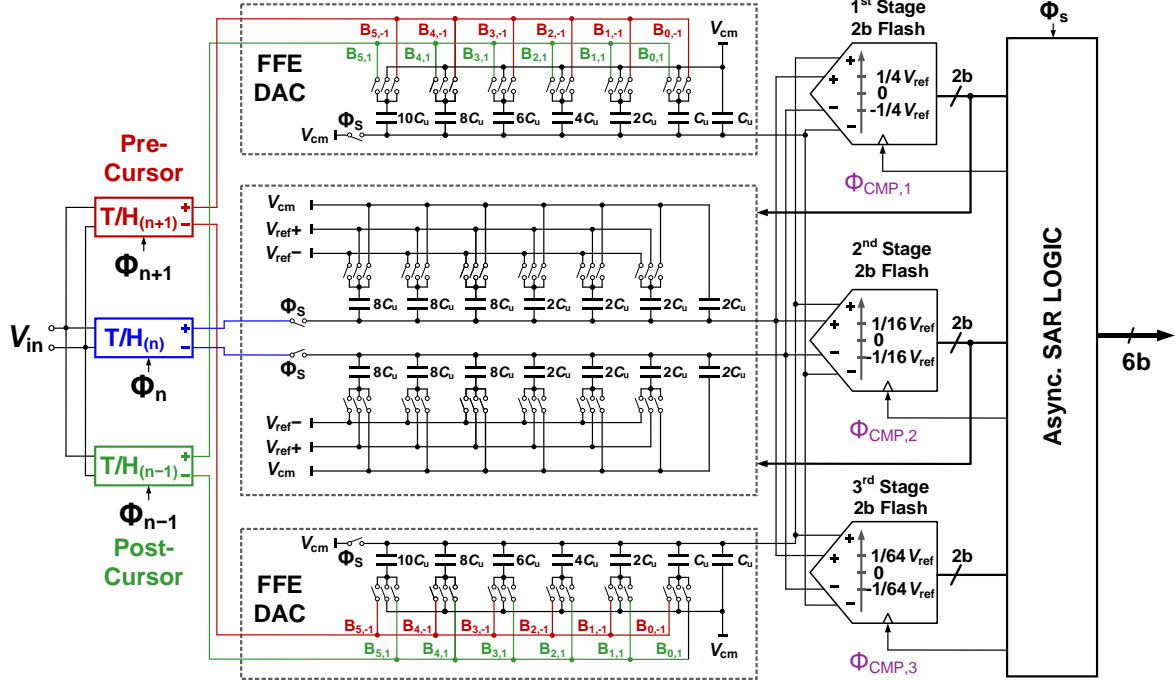 FFE
DAC
B5,-1 B4,-1 B3,-1 B2,-1 B1,-1 B0,-1
B5,1 B4,1 B3,1 B2,1 B1,1 B0,1
Vcm
10Cu 8Cu 6Cu 4Cu 2Cu Cu Cu
Vcm
ΦS
Pre-
Cursor
T/H(n+1)
+
−
Φn+1
Vin
T/H(n)
+
−
Φn
T/H(n−1)
+
−
Φn−1
Post-
Cursor
Vcm
Vref+
Vref−
ΦS
8Cu 8Cu 8Cu 2Cu 2Cu 2Cu 2Cu
ΦS
8Cu 8Cu 8Cu 2Cu 2Cu 2Cu 2Cu
Vref−
Vref+
Vcm
Vcm
ΦS
10Cu 8Cu 6Cu 4Cu 2Cu Cu Cu
FFE
DAC
B5,-1 B4,-1 B3,-1 B2,-1 B1,-1 B0,-1
B5,1 B4,1 B3,1 B2,1 B1,1 B0,1
Vcm
1st Stage
2b Flash
+
+
−
−
1/4 Vref
0
-1/4 Vref
2b
ΦCMP,1
2nd Stage
2b Flash
+
+
−
−
1/16 Vref
0
-1/16 Vref
2b
ΦCMP,2
3rd Stage
2b Flash
+
+
−
−
1/64 Vref
0
-1/64 Vref
2b
ΦCMP,3
Φs
Async. SAR LOGIC
6b